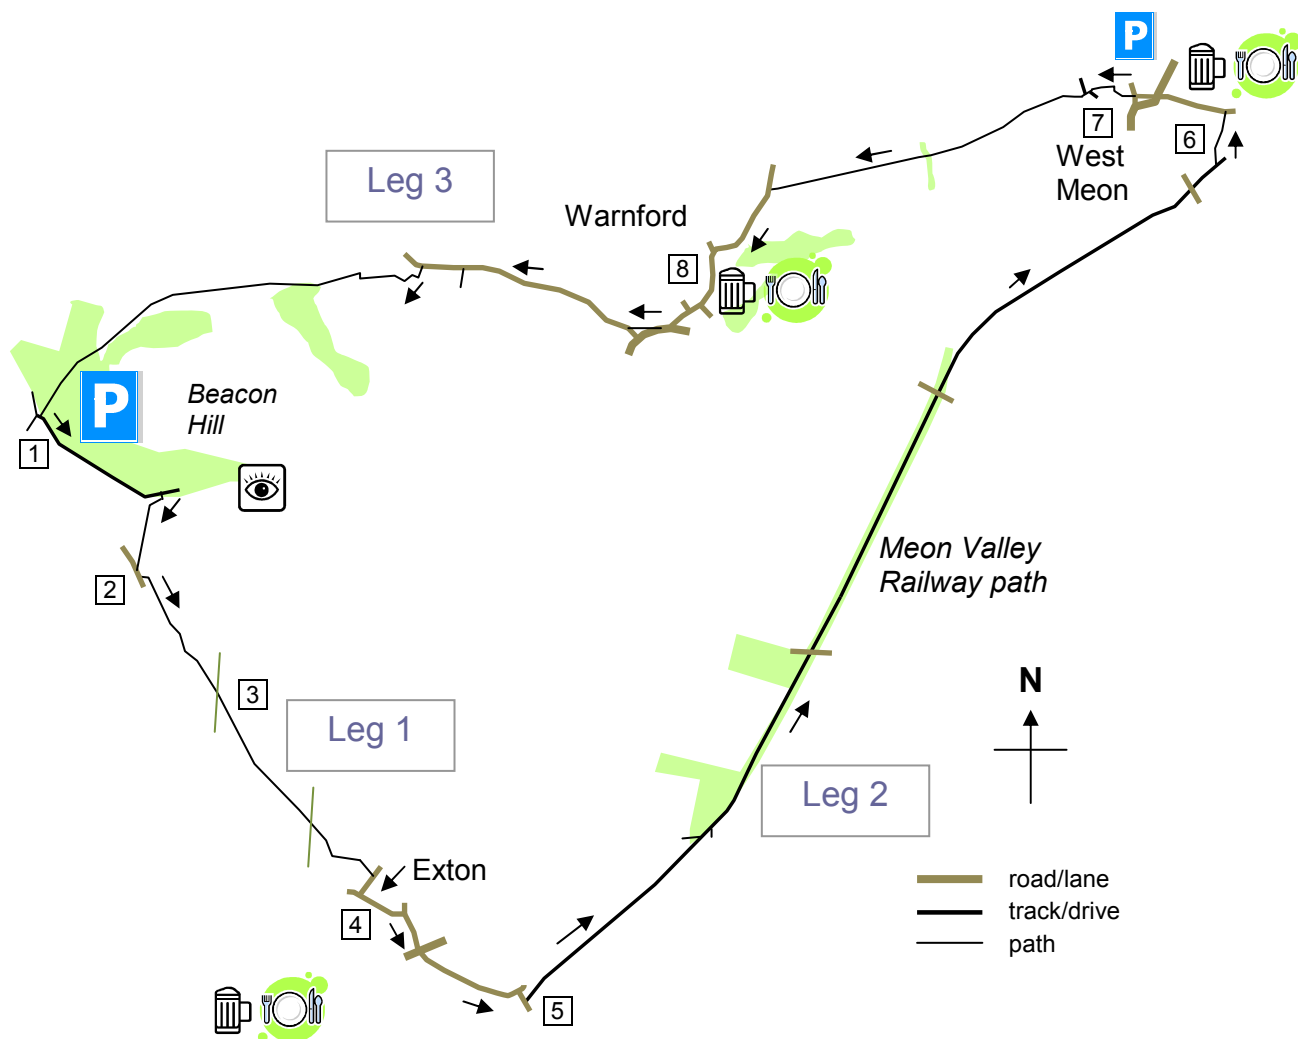 P
7
6
West
Meon
Leg 3
Warnford
8
P
Beacon
Hill
1
Meon Valley
Railway path
2
3
N
Leg 1
Leg 2
Exton
road/lane
track/drive
path
4
5